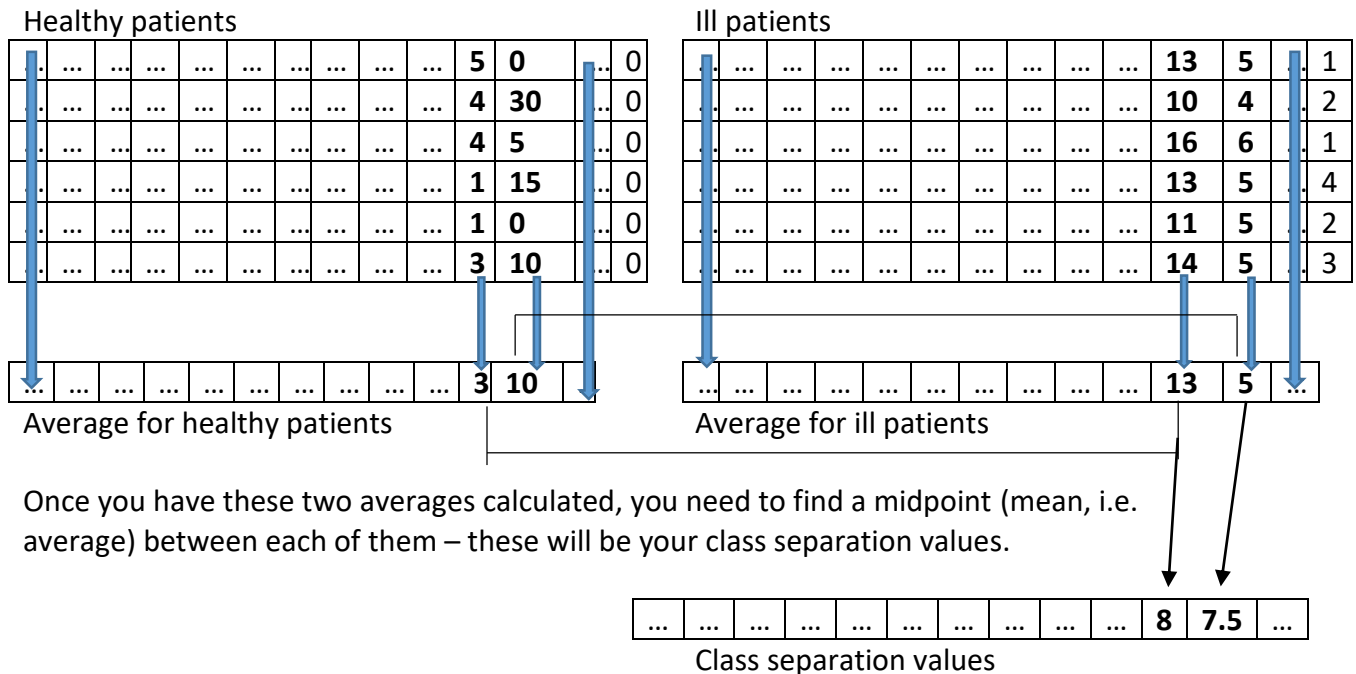 Healthy patients Ill patients
... ... ... ... ... ... ... ... ... ... 5 0 ... 0 ... ... ... ... ... ... ... ... ... ... 13 5 ... 1
... ... ... ... ... ... ... ... ... ... 4 30 ... 0 ... ... ... ... ... ... ... ... ... ... 10 4 ... 2
... ... ... ... ... ... ... ... ... ... 4 5 ... 0 ... ... ... ... ... ... ... ... ... ... 16 6 ... 1
... ... ... ... ... ... ... ... ... ... 1 15 ... 0 ... ... ... ... ... ... ... ... ... ... 13 5 ... 4
... ... ... ... ... ... ... ... ... ... 1 0 ... 0 ... ... ... ... ... ... ... ... ... ... 11 5 ... 2
... ... ... ... ... ... ... ... ... ... 3 10 ... 0 ... ... ... ... ... ... ... ... ... ... 14 5 ... 3
... ... ... ... ... ... ... ... ... ... 3 10 ... ... ... ... ... ... ... ... ... ... 13 5 ...
Average for healthy patients Average for ill patients
Once you have these two averages calculated, you need to find a midpoint (mean, i.e.
average) between each of them – these will be your class separation values.
... ... ... ... ... ... ... ... ... ... 8 7.5 ...
Class separation values